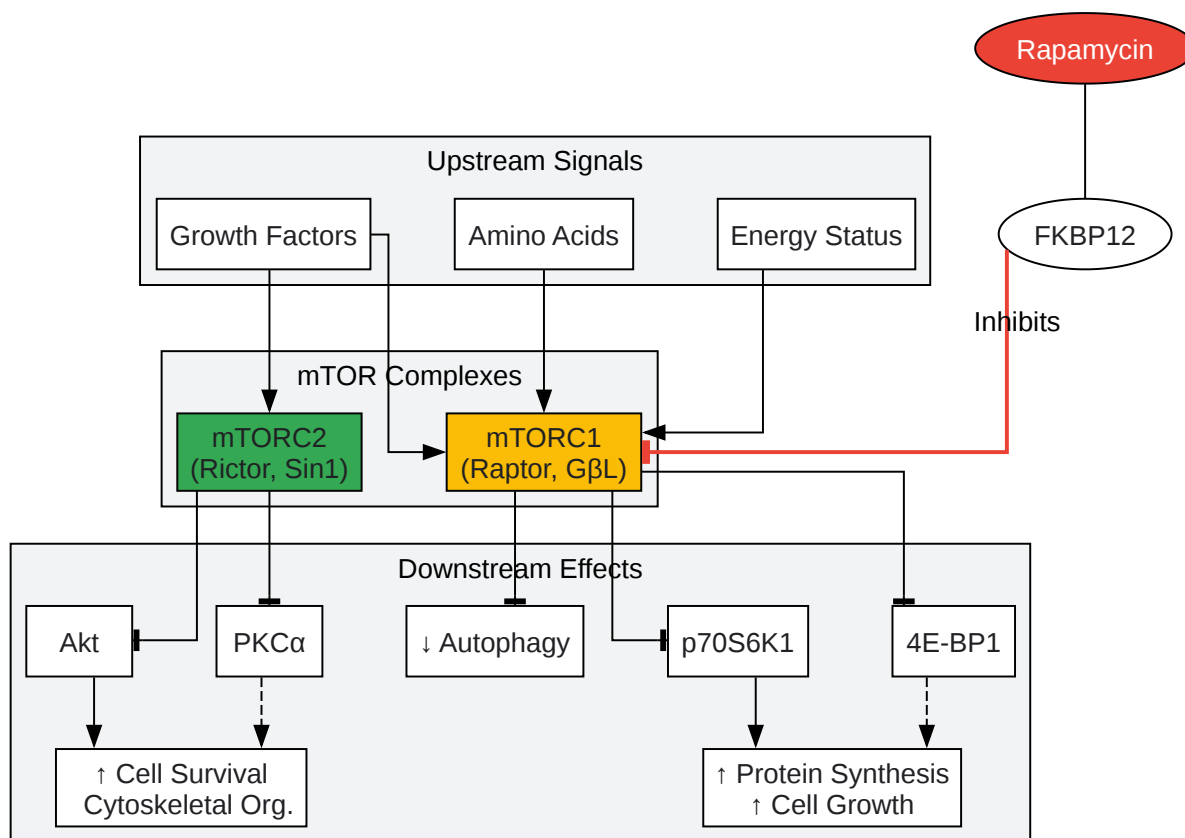 Rapamycin
Upstream Signals
Growth Factors
Amino Acids
Energy Status
FKBP12
Inhibits
mTOR Complexes
mTORC2
(Rictor, Sin1)
mTORC1
(Raptor, GβL)
Downstream Effects
Akt
PKCα
↓ Autophagy
p70S6K1
4E-BP1
↑ Cell Survival
Cytoskeletal Org.
↑ Protein Synthesis
↑ Cell Growth